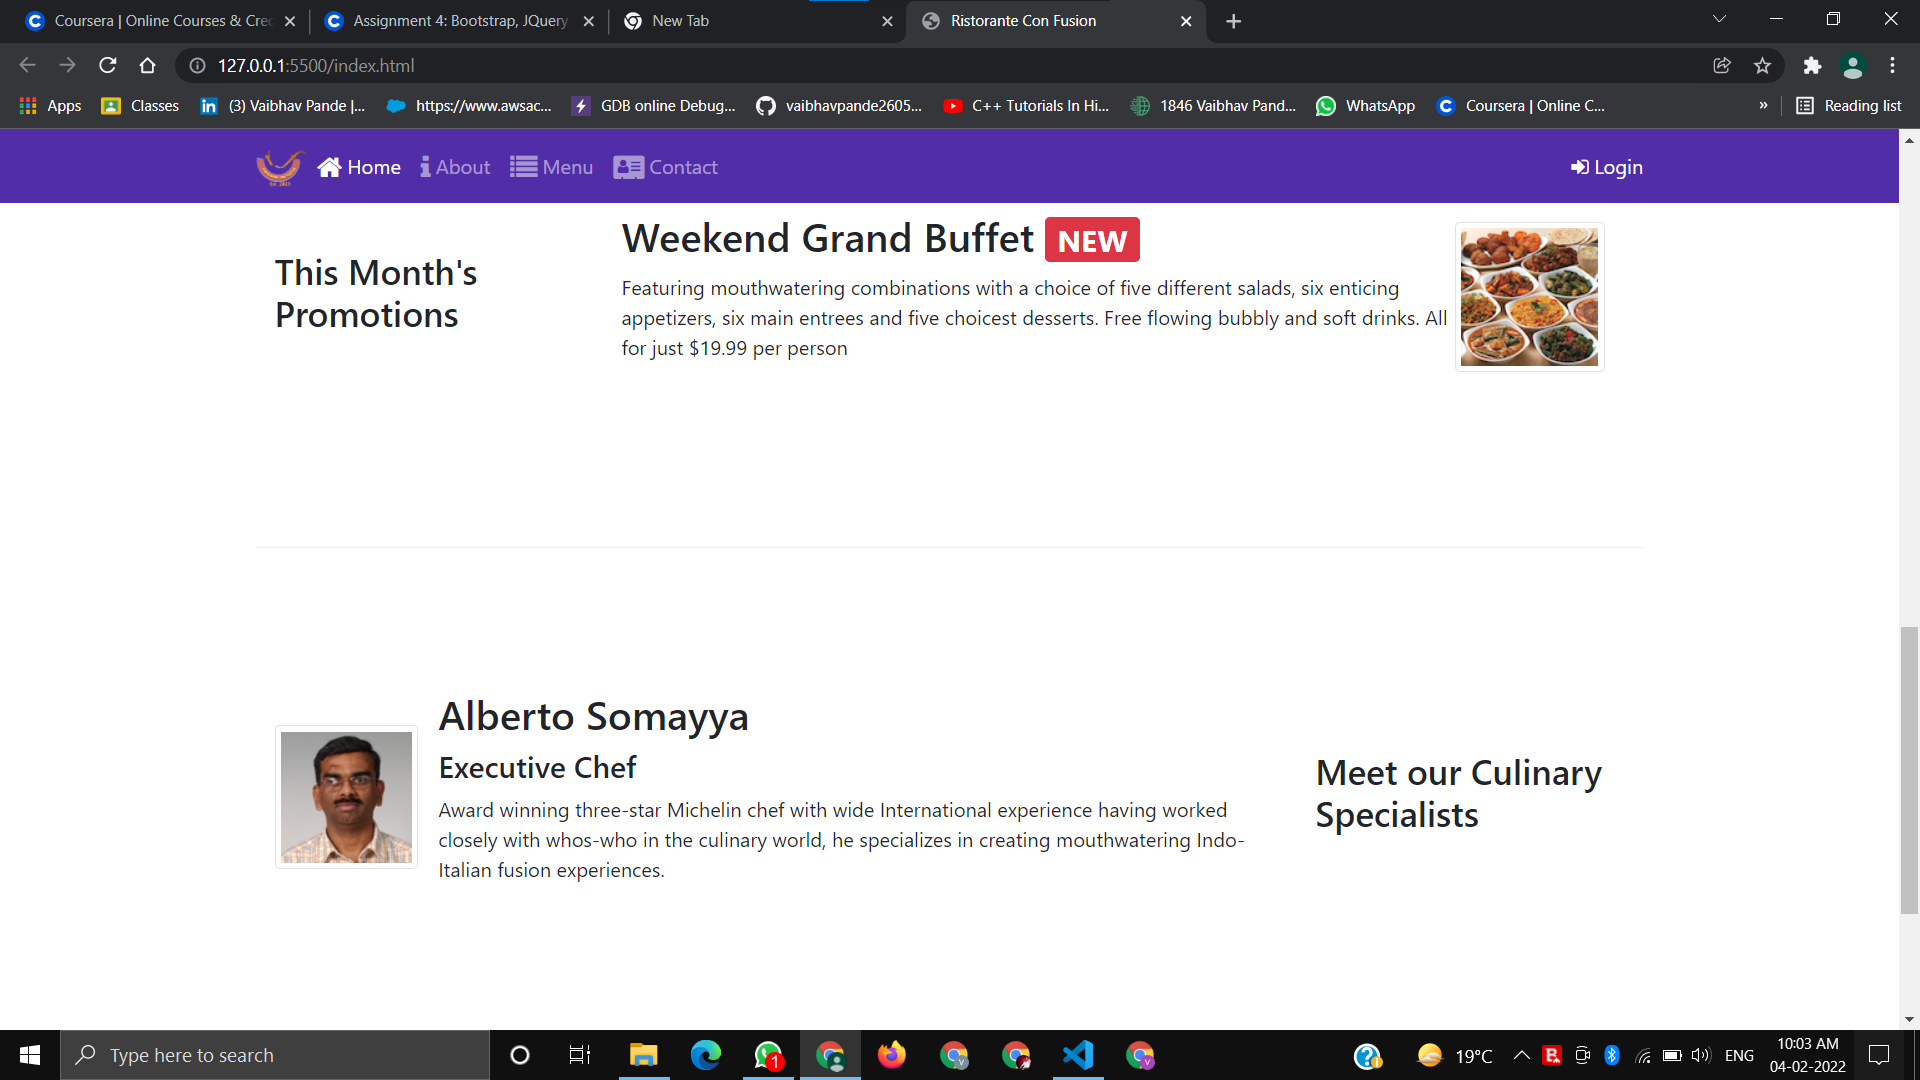 Coursera | Online Courses & Crec
Assignment 4: Bootstrap, JQuery
New Tab
Ristorante Con Fusion
127.0.0.1:5500/index.html
Apps
Classes
(3) Vaibhav Pande |...
https://www.awsac...
GDB online Debug...
vaibhavpande2605...
C++ Tutorials In Hi...
1846 Vaibhav Pand...
WhatsApp
Coursera | Online C...
»
Reading list
Home
About
Menu
Contact
Login
This Month's
Promotions
Weekend Grand Buffet NEW
Featuring mouthwatering combinations with a choice of five different salads, six enticing
appetizers, six main entrees and five choicest desserts. Free flowing bubbly and soft drinks. All
for just $19.99 per person
Alberto Somayya
Executive Chef
Award winning three-star Michelin chef with wide International experience having worked
closely with whos-who in the culinary world, he specializes in creating mouthwatering Indo-
Italian fusion experiences.
Meet our Culinary
Specialists
Type here to search
1
19°C
ENG
10:03 AM
04-02-2022